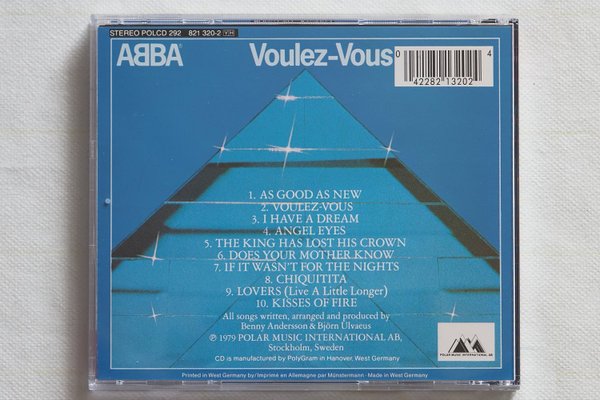 STEREO POLCD 292 821 320-2 Y|H
ABBA Voulez-Vous
0 42282 13202 4
1. AS GOOD AS NEW
2. VOULEZ-VOUS
3. I HAVE A DREAM
4. ANGEL EYES
5. THE KING HAS LOST HIS CROWN
6. DOES YOUR MOTHER KNOW
7. IF IT WASN'T FOR THE NIGHTS
8. CHIQUITITA
9. LOVERS (Live A Little Longer)
10. KISSES OF FIRE
All songs written, arranged and produced by
Benny Andersson & Björn Ulvaeus
℗ 1979 POLAR MUSIC INTERNATIONAL AB,
Stockholm, Sweden
CD is manufactured by PolyGram in Hanover, West Germany
POLAR MUSIC INTERNATIONAL AB
Printed in West Germany by/Imprimé en Allemagne par Münstermann · Made in West Germany